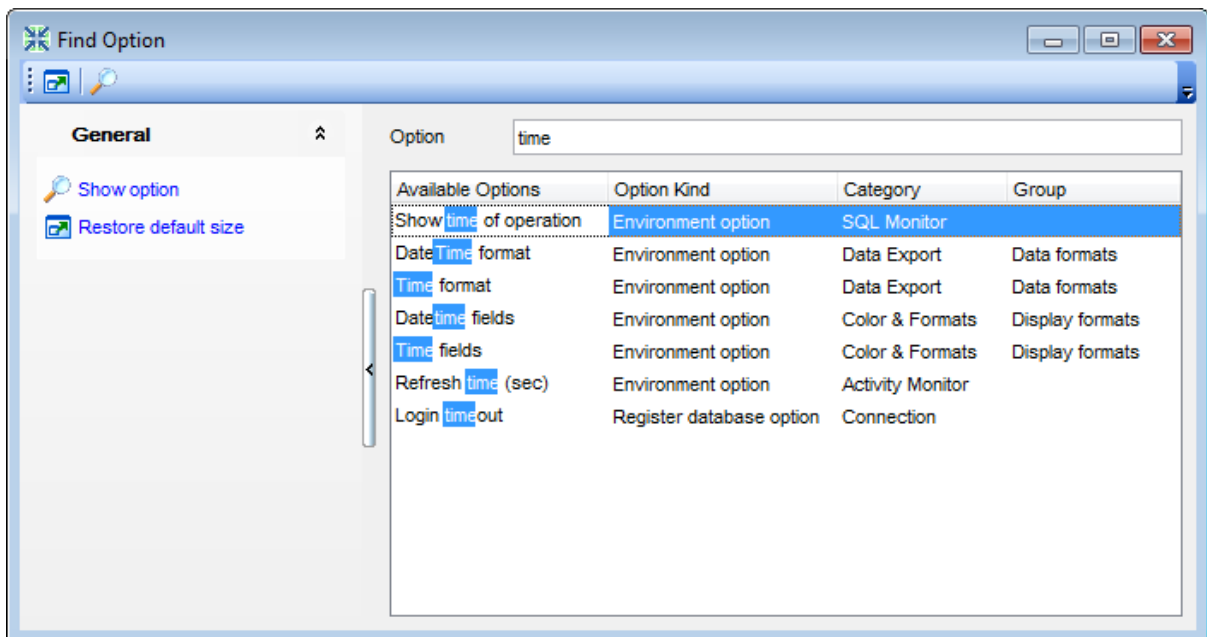 Find Option
General
Show option
Restore default size
Option time
Available Options Option Kind Category Group
Show time of operation Environment option SQL Monitor
DateTime format Environment option Data Export Data formats
Time format Environment option Data Export Data formats
Datetime fields Environment option Color & Formats Display formats
Time fields Environment option Color & Formats Display formats
Refresh time (sec) Environment option Activity Monitor
Login timeout Register database option Connection